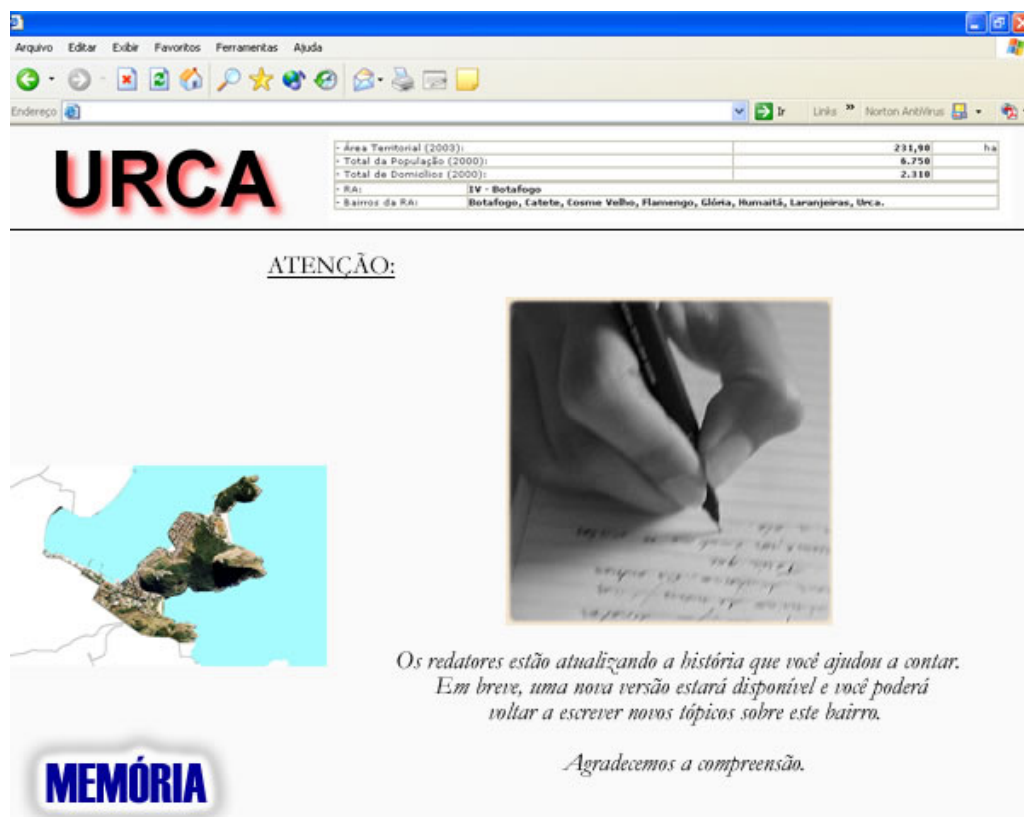 Arquivo Editar Exibir Favoritos Ferramentas Ajuda
Endereço Ir Links » Norton AntiVirus
URCA
- Área Territorial (2003): 231,90 ha
- Total da População (2000): 6.750
- Total de Domicílios (2000): 2.310
- RA: IV - Botafogo
- Bairros da RA: Botafogo, Catete, Cosme Velho, Flamengo, Glória, Humaitá, Laranjeiras, Urca.
ATENÇÃO:
Os redatores estão atualizando a história que você ajudou a contar.
Em breve, uma nova versão estará disponível e você poderá
voltar a escrever novos tópicos sobre este bairro.
Agradecemos a compreensão.
MEMÓRIA